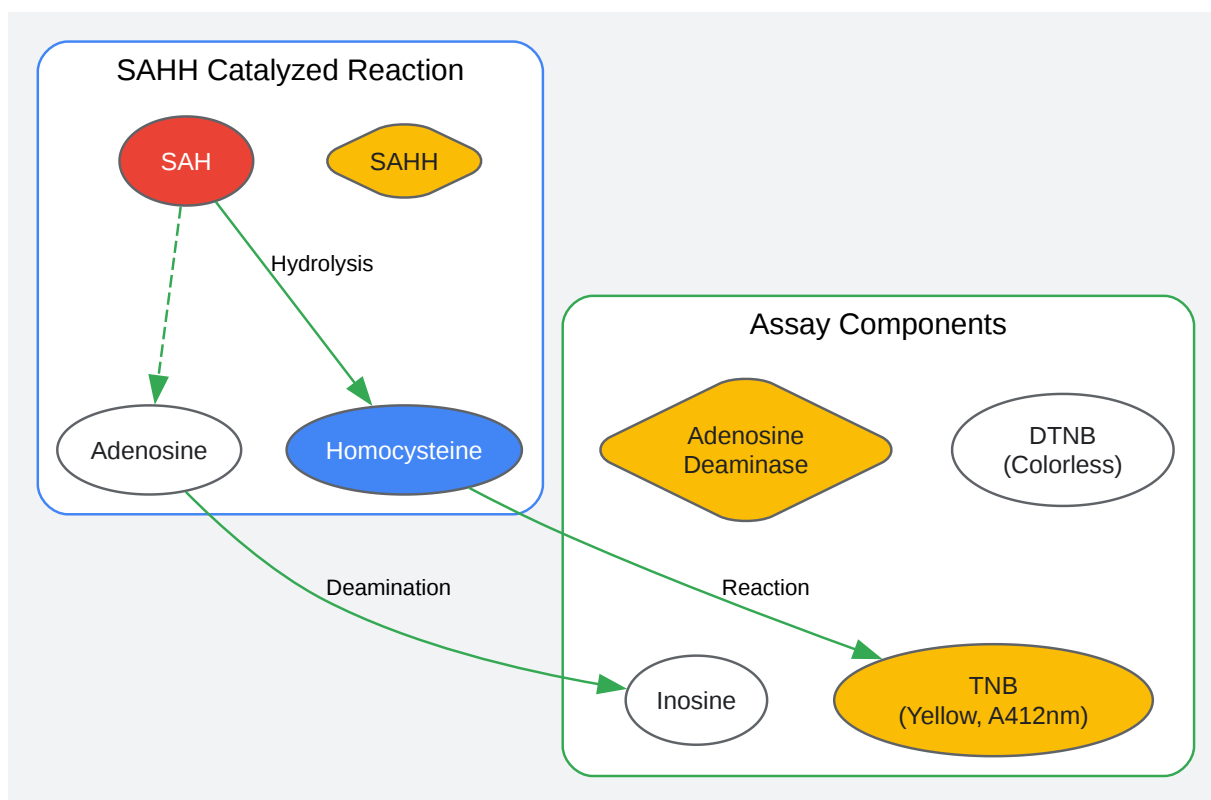 SAHH Catalyzed Reaction
SAH
SAHH
Hydrolysis
Adenosine
Homocysteine
Assay Components
Adenosine
Deaminase
DTNB
(Colorless)
Deamination
Reaction
Inosine
TNB
(Yellow, A412nm)